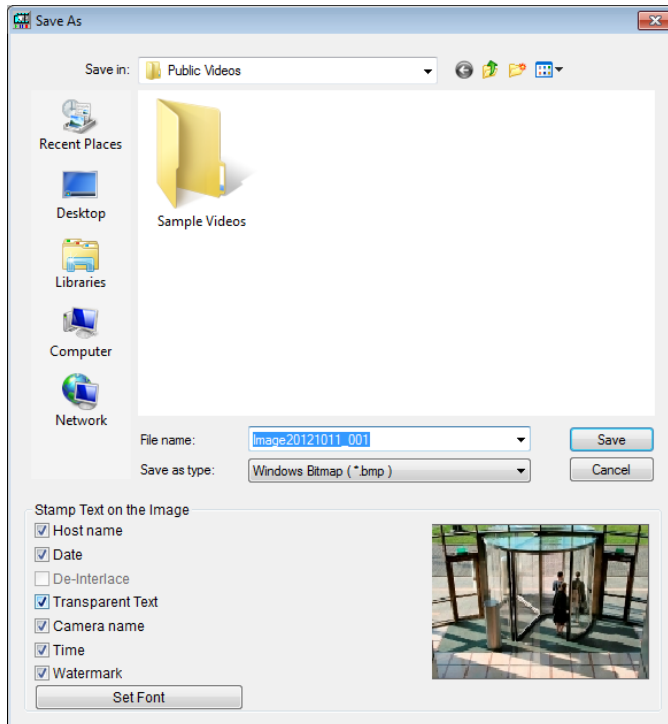 Save As
Save in:
Public Videos
Recent Places
Desktop
Libraries
Computer
Network
Sample Videos
File name:
Image20121011_001
Save
Save as type:
Windows Bitmap ( *.bmp )
Cancel
Stamp Text on the Image
Host name
Date
De-Interlace
Transparent Text
Camera name
Time
Watermark
Set Font